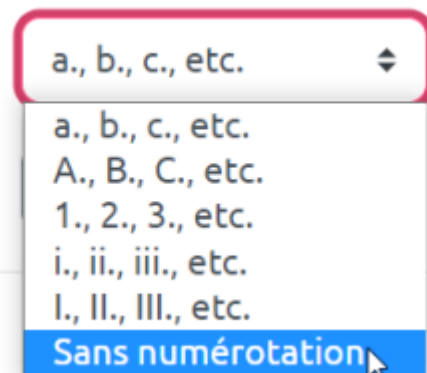 a., b., c., etc.
a., b., c., etc.
A., B., C., etc.
1., 2., 3., etc.
i., ii., iii., etc.
I., II., III., etc.
Sans numérotation